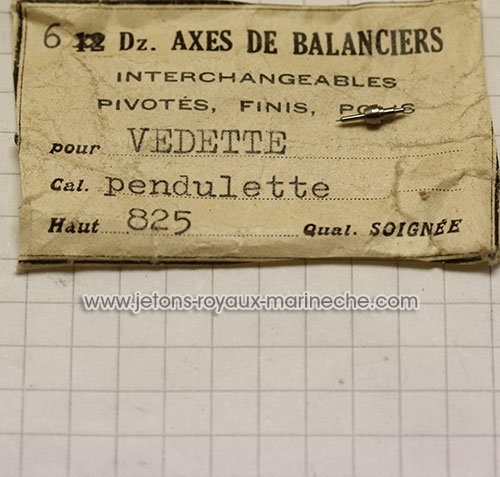 6 12 Dz. AXES DE BALANCIERS
INTERCHANGEABLES
PIVOTÉS, FINIS,
pour VEDETTE
Cal. pendulette
Haut 825 Qual. SOIGNÉE
www.jetons-royaux-marineche.com